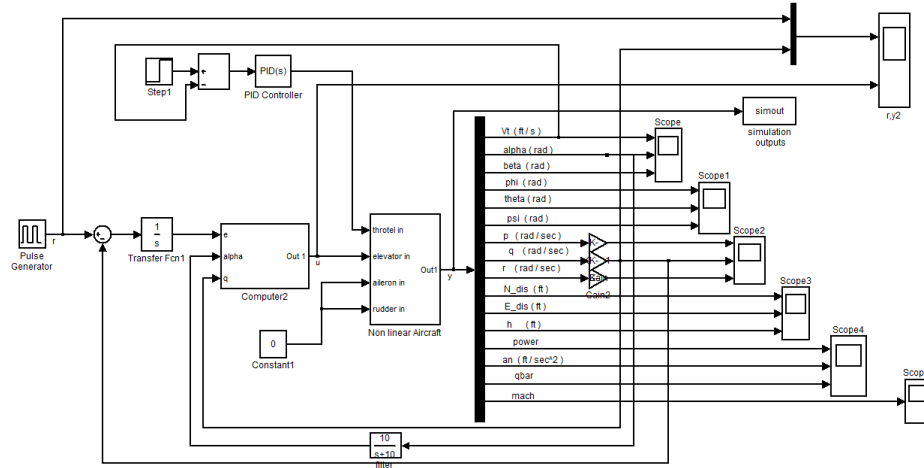 r,y2
Step1
+
−
PID(s)
PID Controller
simout
simulation
outputs
Scope
Vt ( ft / s )
alpha ( rad )
beta ( rad )
phi ( rad )
theta ( rad )
psi ( rad )
Scope1
p ( rad / sec )
q ( rad / sec )
r ( rad / sec )
K-
K-
Gain2
Scope2
N_dis ( ft )
E_dis ( ft )
h ( ft )
Scope3
power
an ( ft / sec^2 )
qbar
mach
Scope4
Scop
Pulse
Generator
r
1
s
Transfer Fcn1
e
alpha
q
Out 1
Computer2
u
throtel in
elevator in
aileron in
rudder in
Out1
Non linear Aircraft
y
0
Constant1
10
s+10
filter